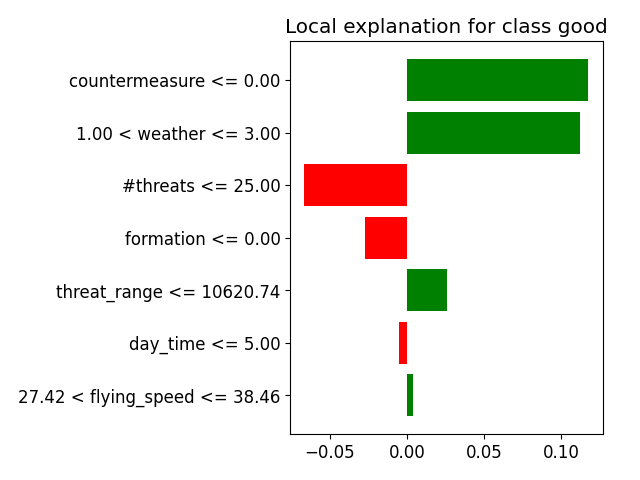 Local explanation for class good
countermeasure <= 0.00
1.00 < weather <= 3.00
#threats <= 25.00
formation <= 0.00
threat_range <= 10620.74
day_time <= 5.00
27.42 < flying_speed <= 38.46
−0.05 0.00 0.05 0.10